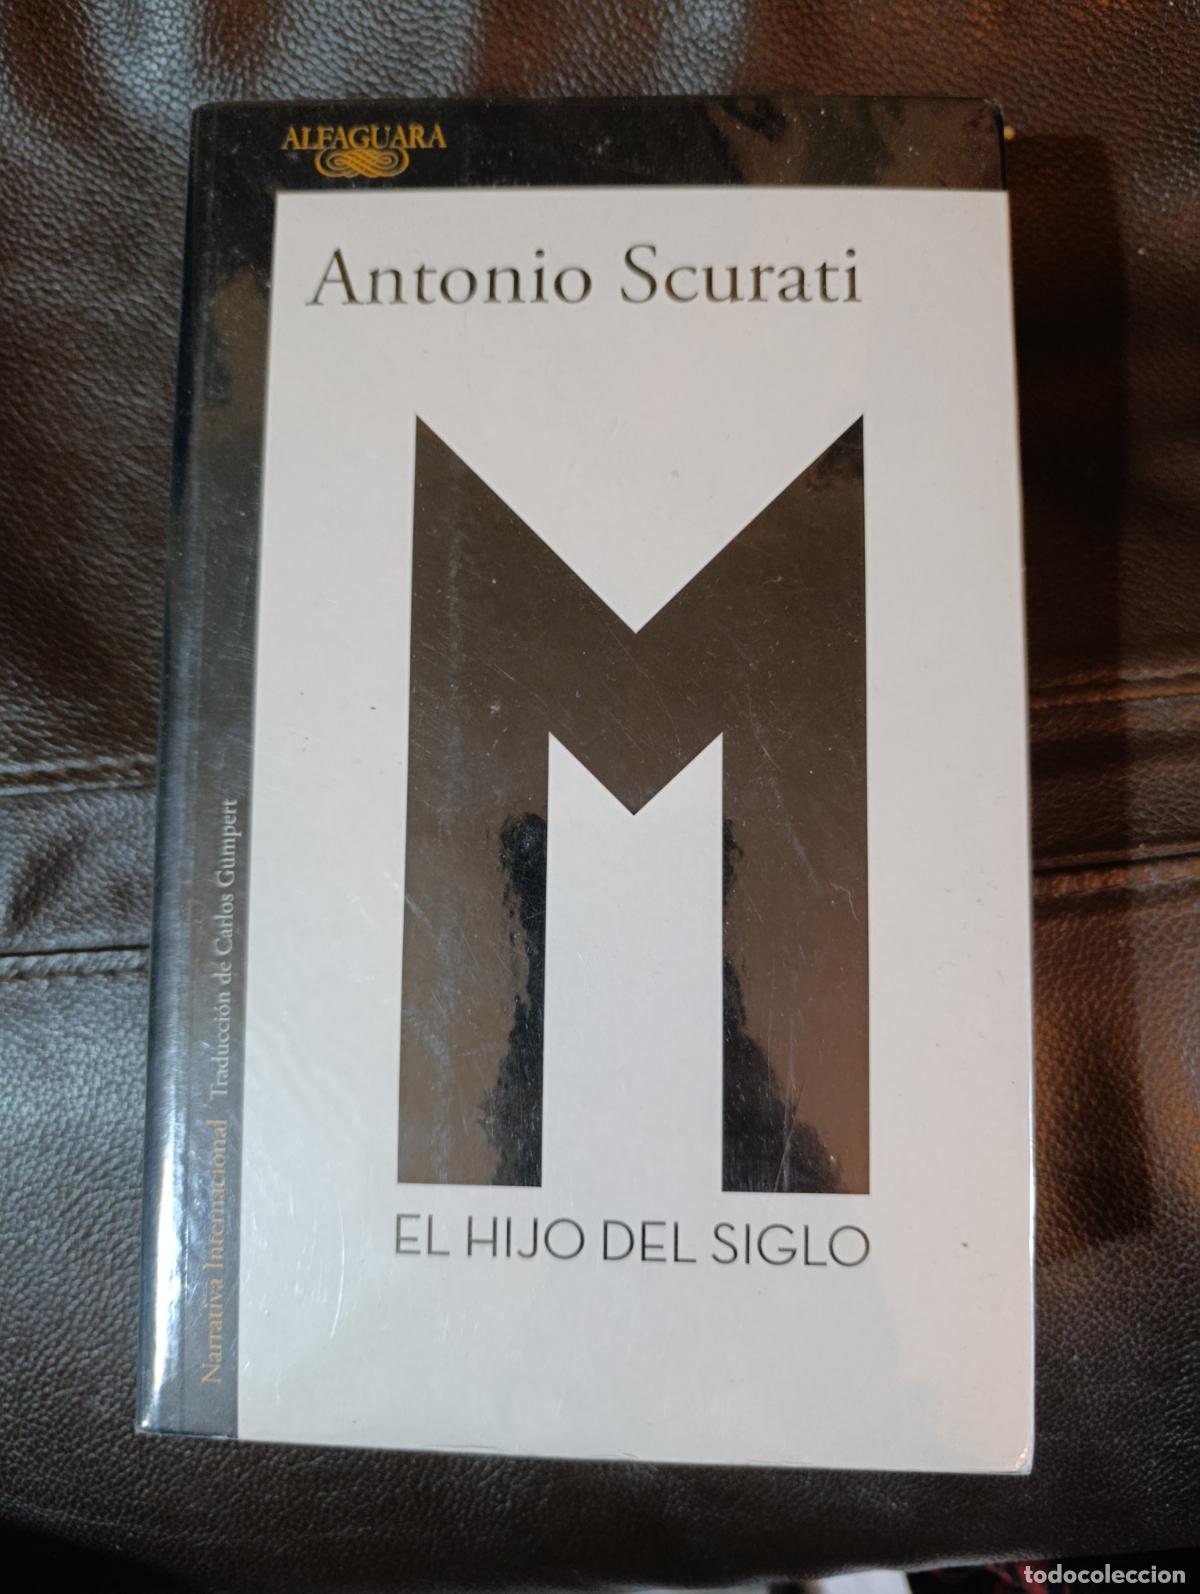 ALFAGUARA
Antonio Scurati
M
EL HIJO DEL SIGLO
Narrativa Internacional Traducción de Carlos Gumpert
todocoleccion